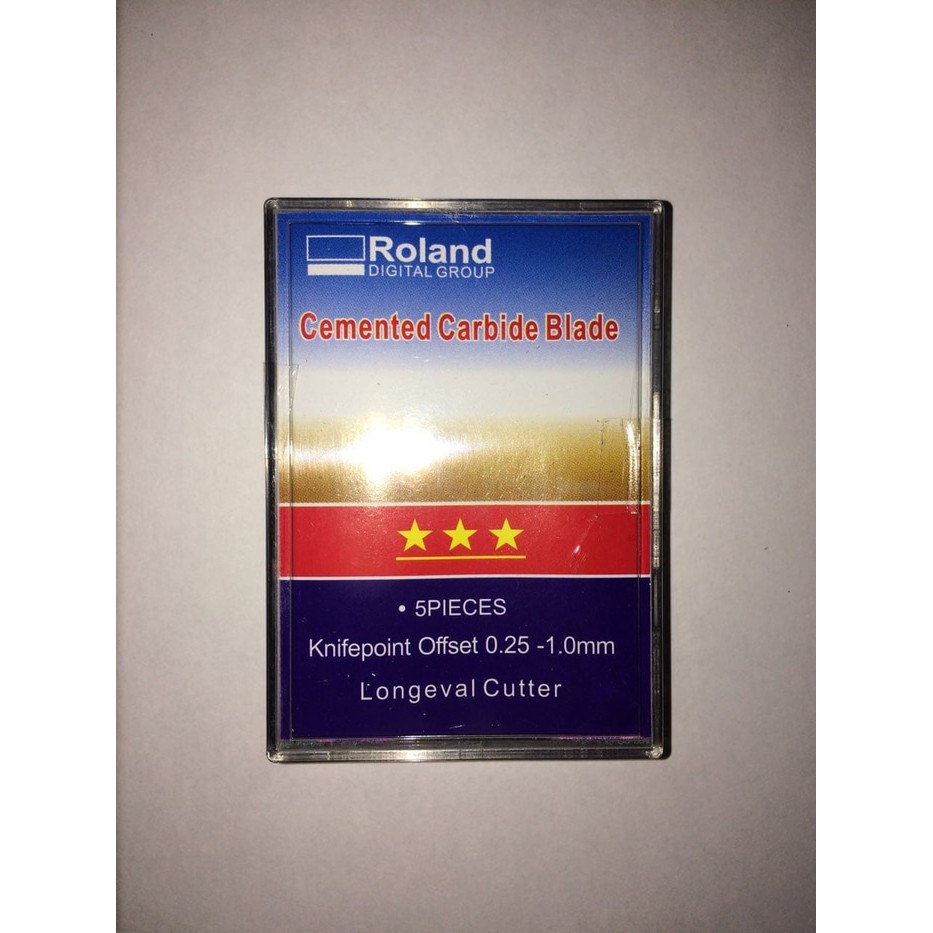 Roland
DIGITAL GROUP
Cemented Carbide Blade
★★★
• 5PIECES
Knifepoint Offset 0.25 -1.0mm
Longeval Cutter